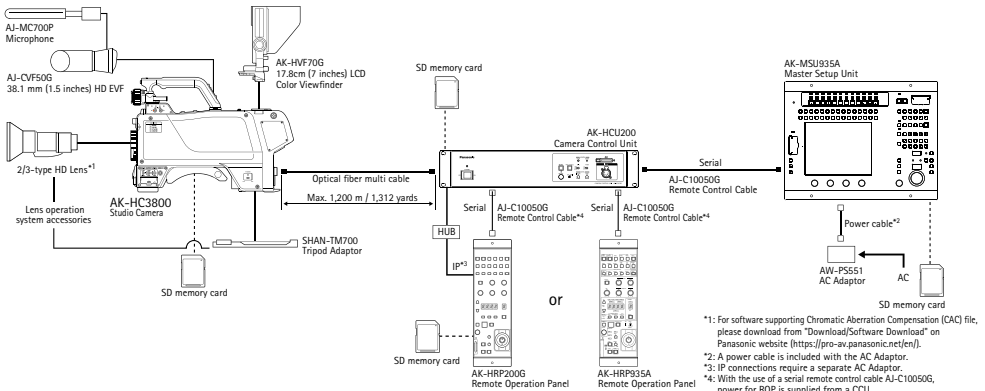 AJ-MC700P
Microphone
AJ-CVF50G
38.1 mm (1.5 inches) HD EVF
AK-HVF70G
17.8cm (7 inches) LCD
Color Viewfinder
2/3-type HD Lens*1
Lens operation
system accessories
AK-HC3800
Studio Camera
SD memory card
SHAN-TM700
Tripod Adaptor
Optical fiber multi cable
Max. 1,200 m / 1,312 yards
SD memory card
AK-HCU200
Camera Control Unit
Panasonic
Serial
AJ-C10050G
Remote Control Cable*4
HUB
IP*3
SD memory card
AK-HRP200G
Remote Operation Panel
or
Serial
AJ-C10050G
Remote Control Cable*4
AK-HRP935A
Remote Operation Panel
Serial
AJ-C10050G
Remote Control Cable
AK-MSU935A
Master Setup Unit
Power cable*2
AW-PS551
AC Adaptor
AC
SD memory card
*1: For software supporting Chromatic Aberration Compensation (CAC) file,
please download from "Download/Software Download" on
Panasonic website (https://pro-av.panasonic.net/en/).
*2: A power cable is included with the AC Adaptor.
*3: IP connections require a separate AC Adaptor.
*4: With the use of a serial remote control cable AJ-C10050G,
power for ROP is supplied from a CCU.